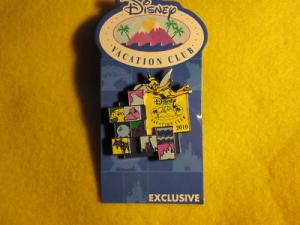 Disney
VACATION CLUB
Disney
VACATION CLUB
2010
EXCLUSIVE